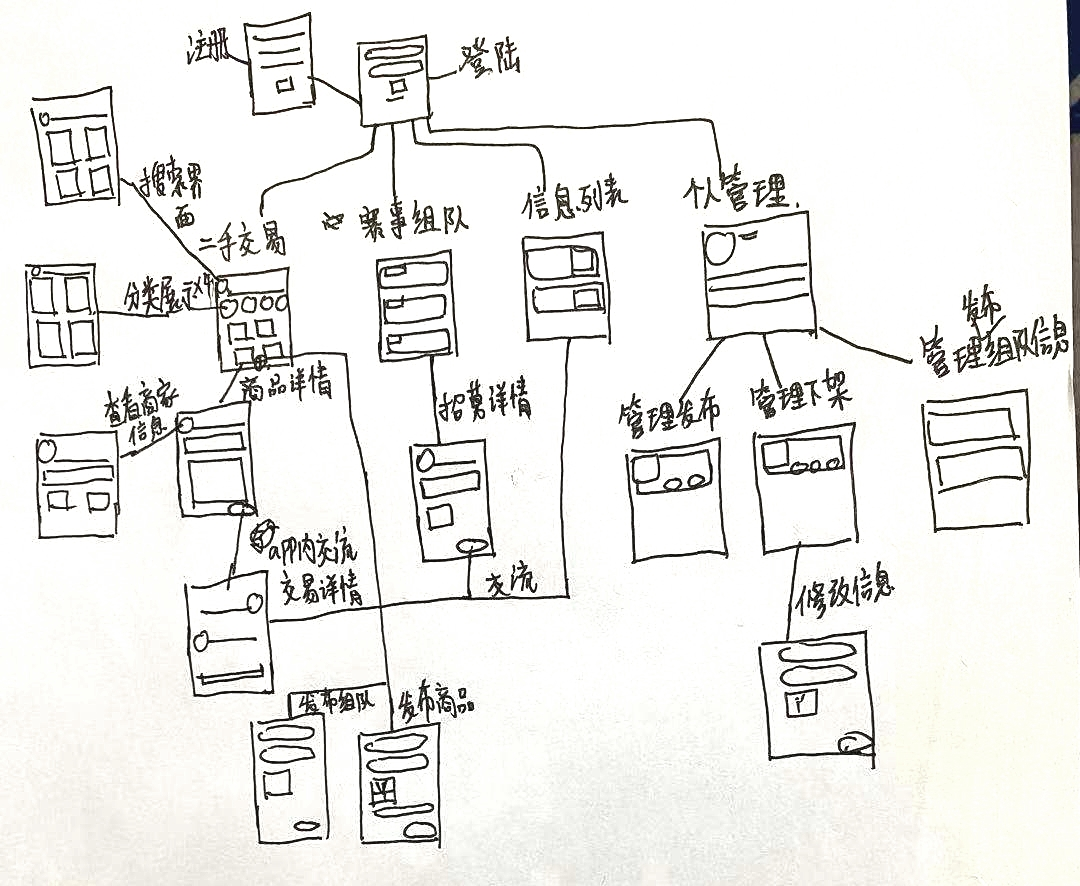 注册
登陆
搜索界
面
二手交易
赛事组队
信息列表
个人管理
分类展示x4
商品详情
查看商家
信息
招募详情
管理发布
管理下架
发布
管理组队信息
app内交流
交易详情
交流
修改信息
发布组队
发布商品